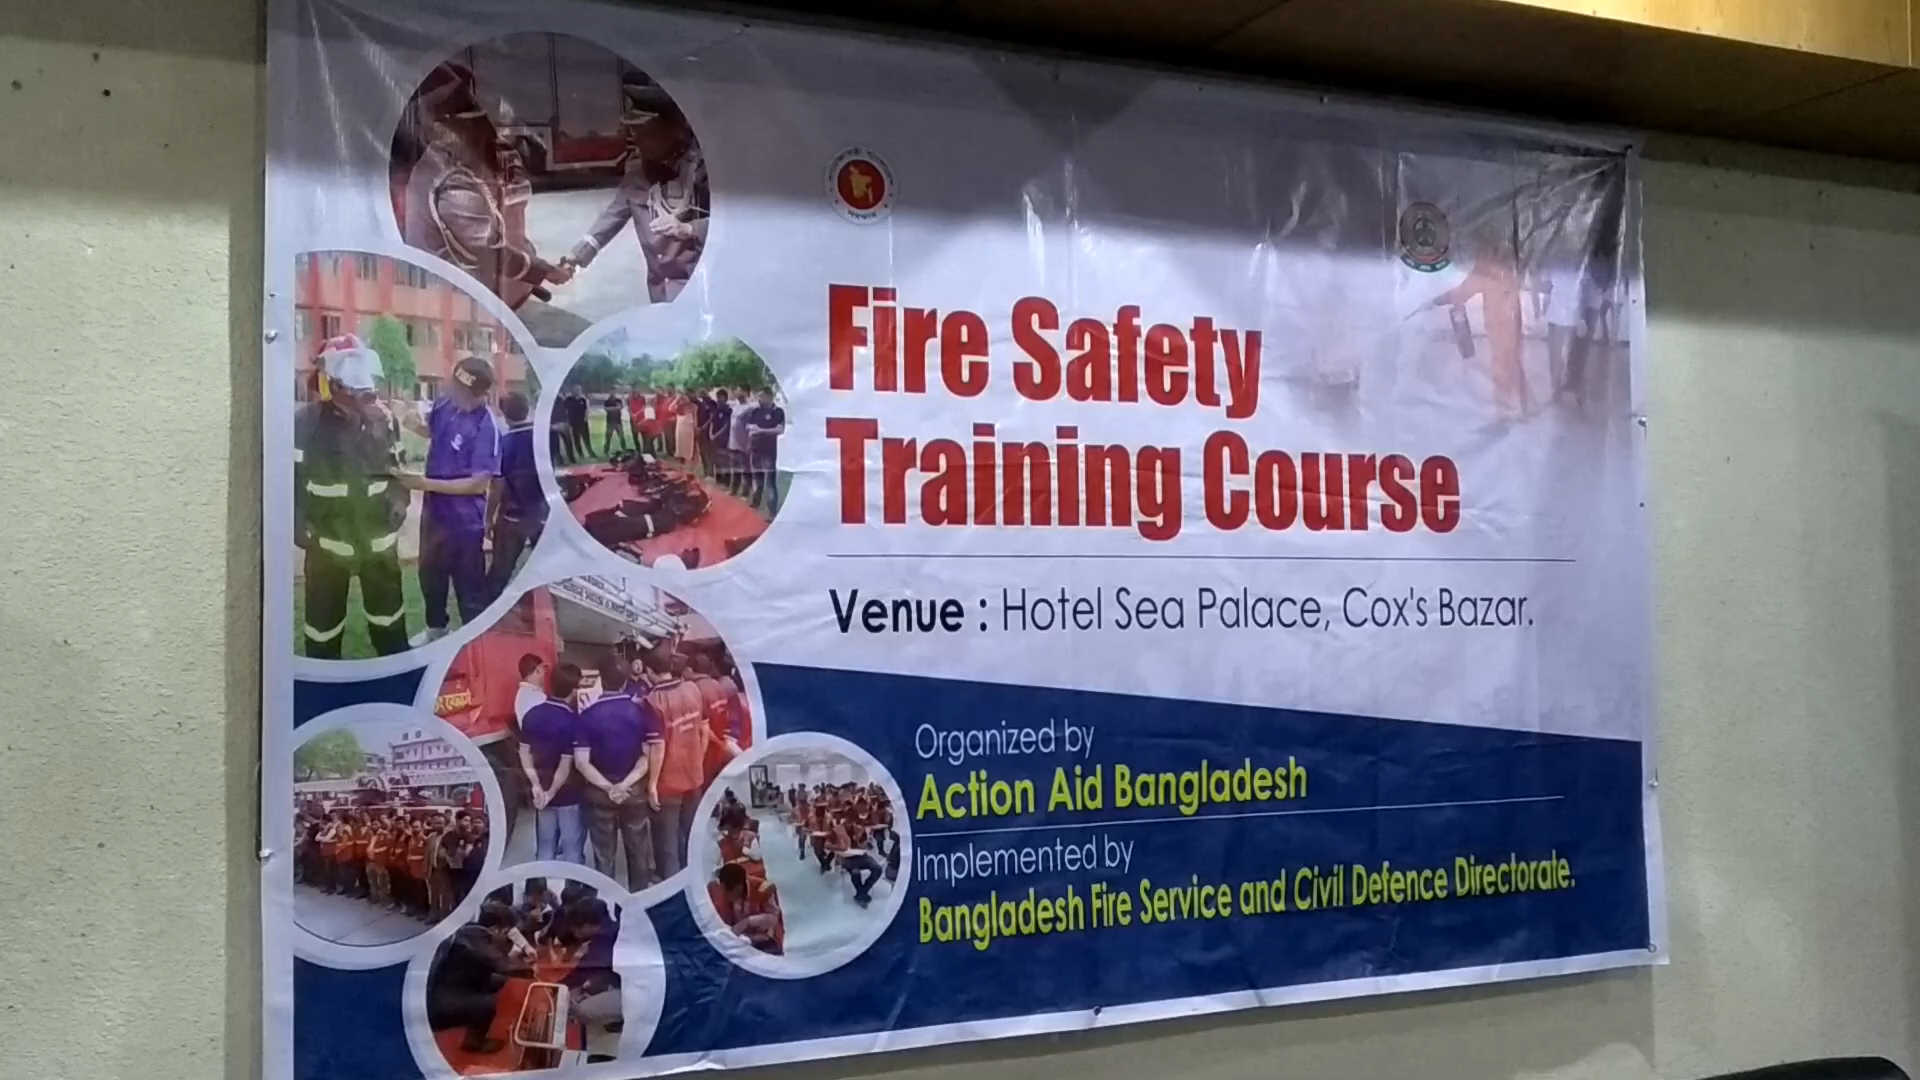 Fire Safety
Training Course
Venue : Hotel Sea Palace, Cox's Bazar.
Organized by
Action Aid Bangladesh
Implemented by
Bangladesh Fire Service and Civil Defence Directorate.